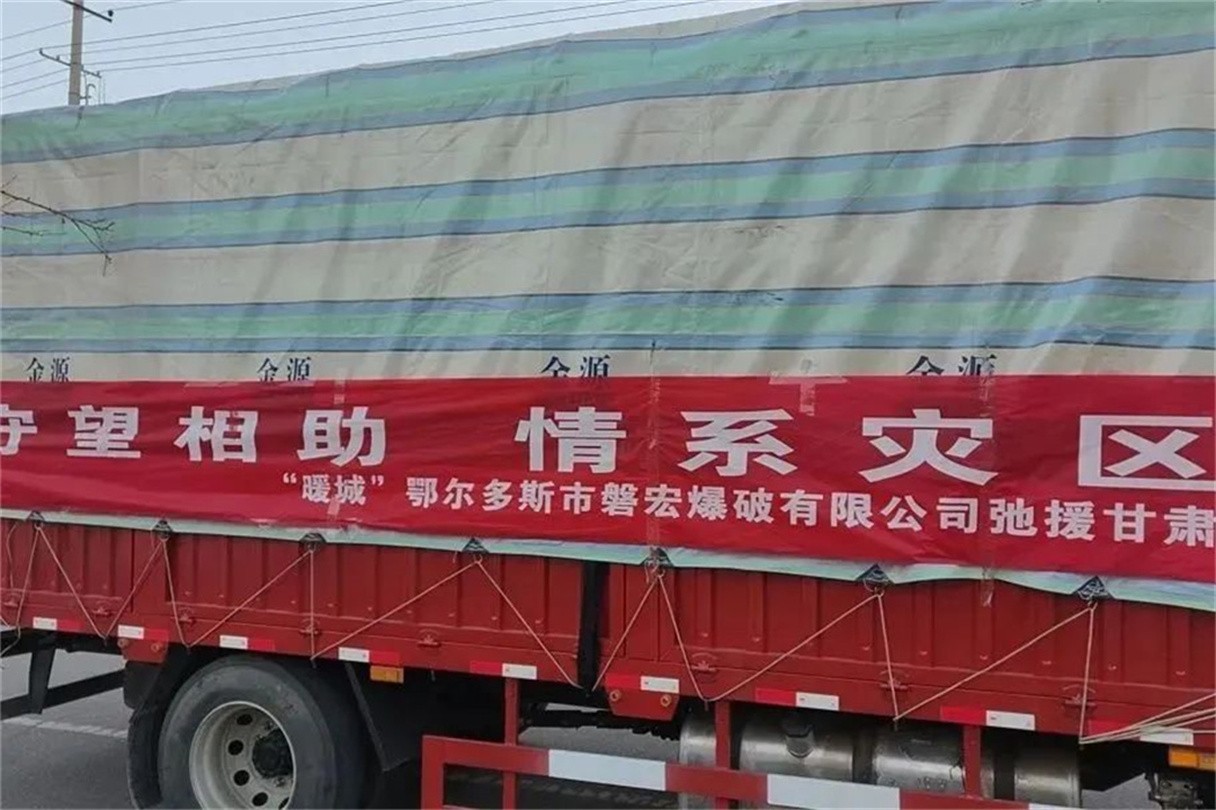 金源 金源 金源 金源
守望相助 情系灾区
“暖城”鄂尔多斯市磐宏爆破有限公司弛援甘肃